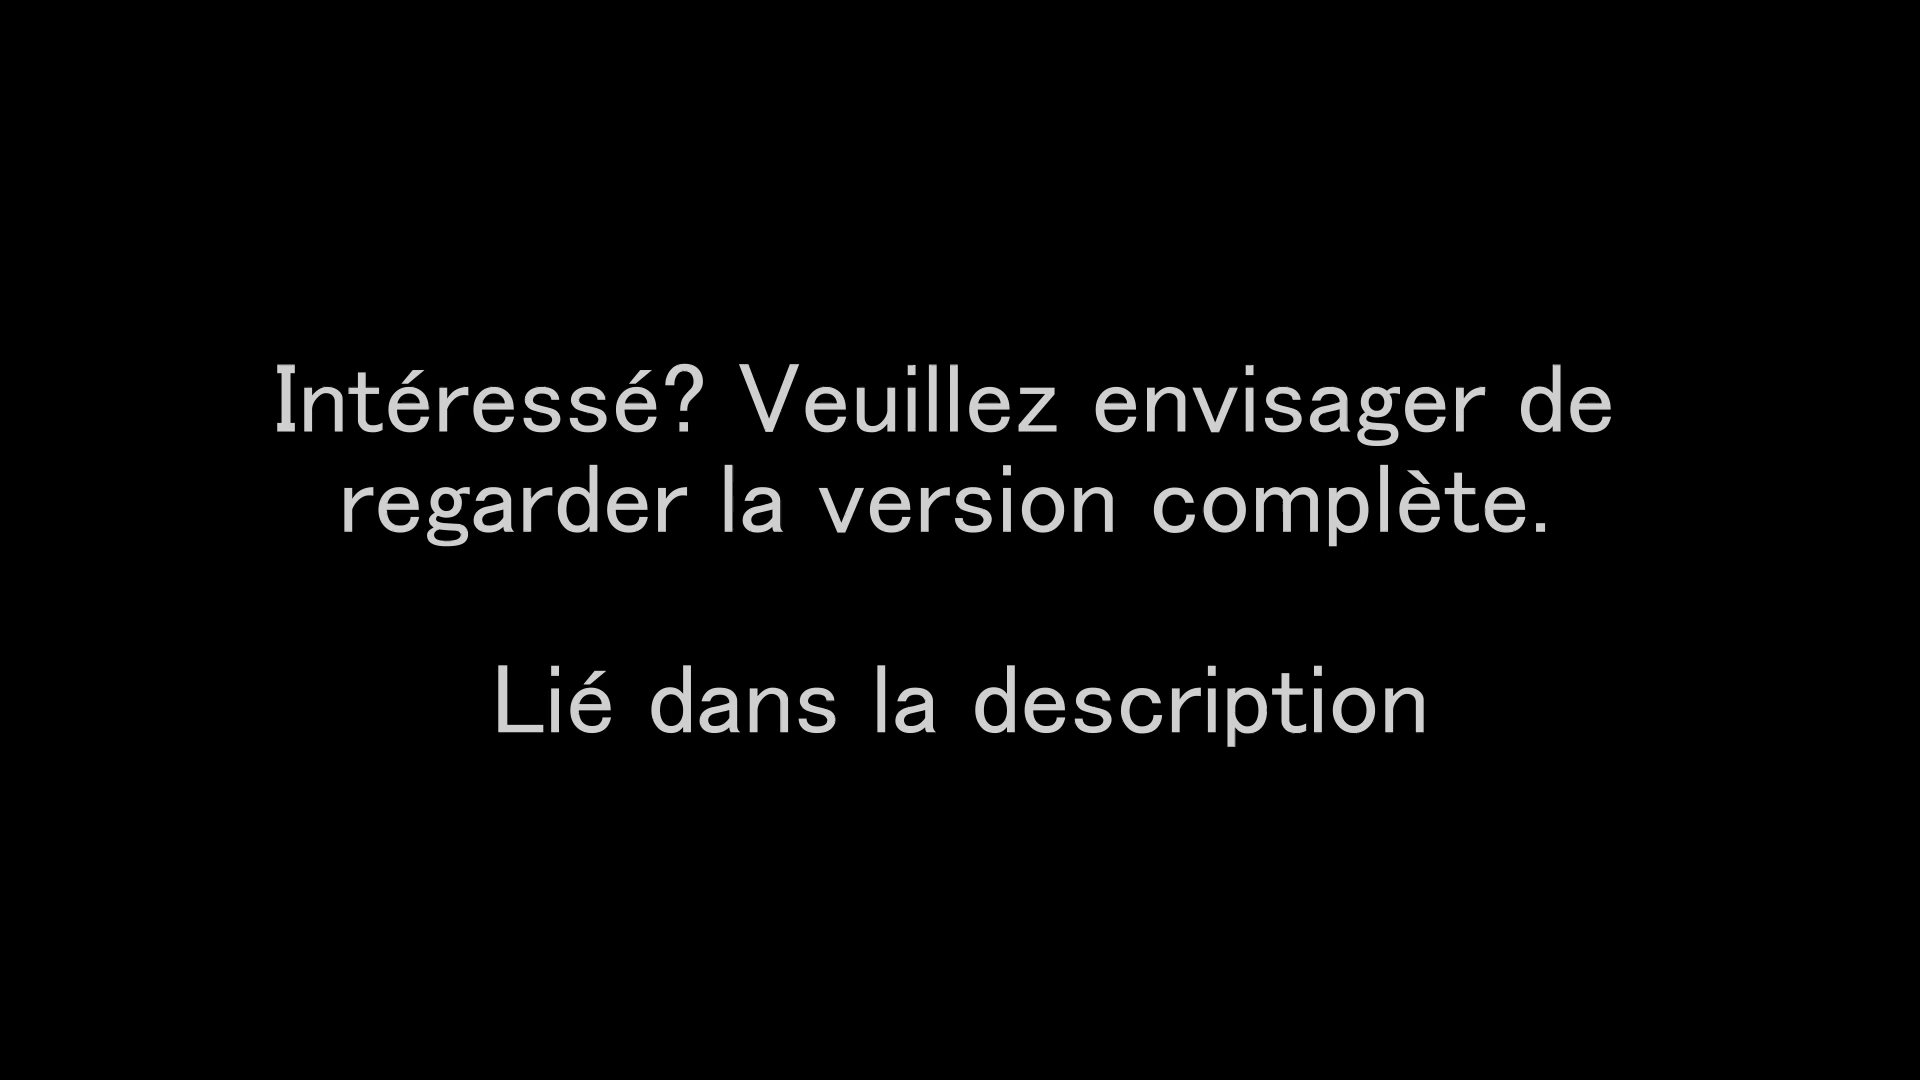 Intéressé? Veuillez envisager de
regarder la version complète.
Lié dans la description